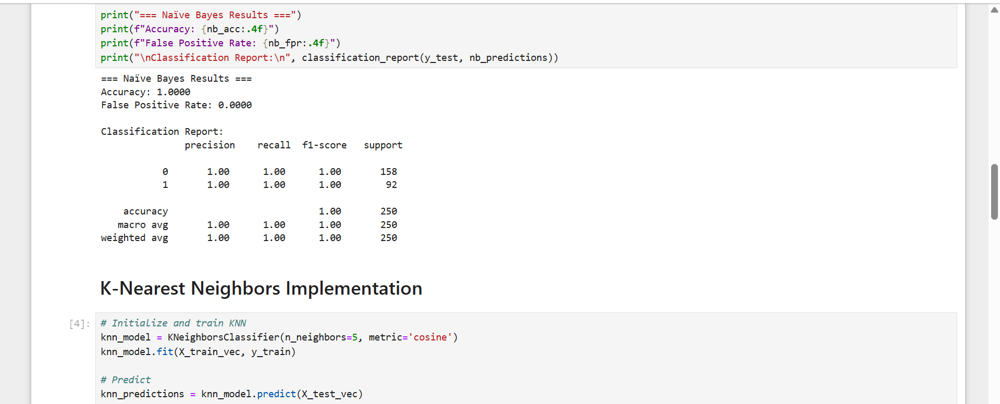 print("=== Naïve Bayes Results ===")
print(f"Accuracy: {nb_acc:.4f}")
print(f"False Positive Rate: {nb_fpr:.4f}")
print("\nClassification Report:\n", classification_report(y_test, nb_predictions))
=== Naïve Bayes Results ===
Accuracy: 1.0000
False Positive Rate: 0.0000
Classification Report:
precision recall f1-score support
0 1.00 1.00 1.00 158
1 1.00 1.00 1.00 92
accuracy 1.00 250
macro avg 1.00 1.00 1.00 250
weighted avg 1.00 1.00 1.00 250
K-Nearest Neighbors Implementation
[4]: # Initialize and train KNN
knn_model = KNeighborsClassifier(n_neighbors=5, metric='cosine')
knn_model.fit(X_train_vec, y_train)
# Predict
knn_predictions = knn_model.predict(X_test_vec)